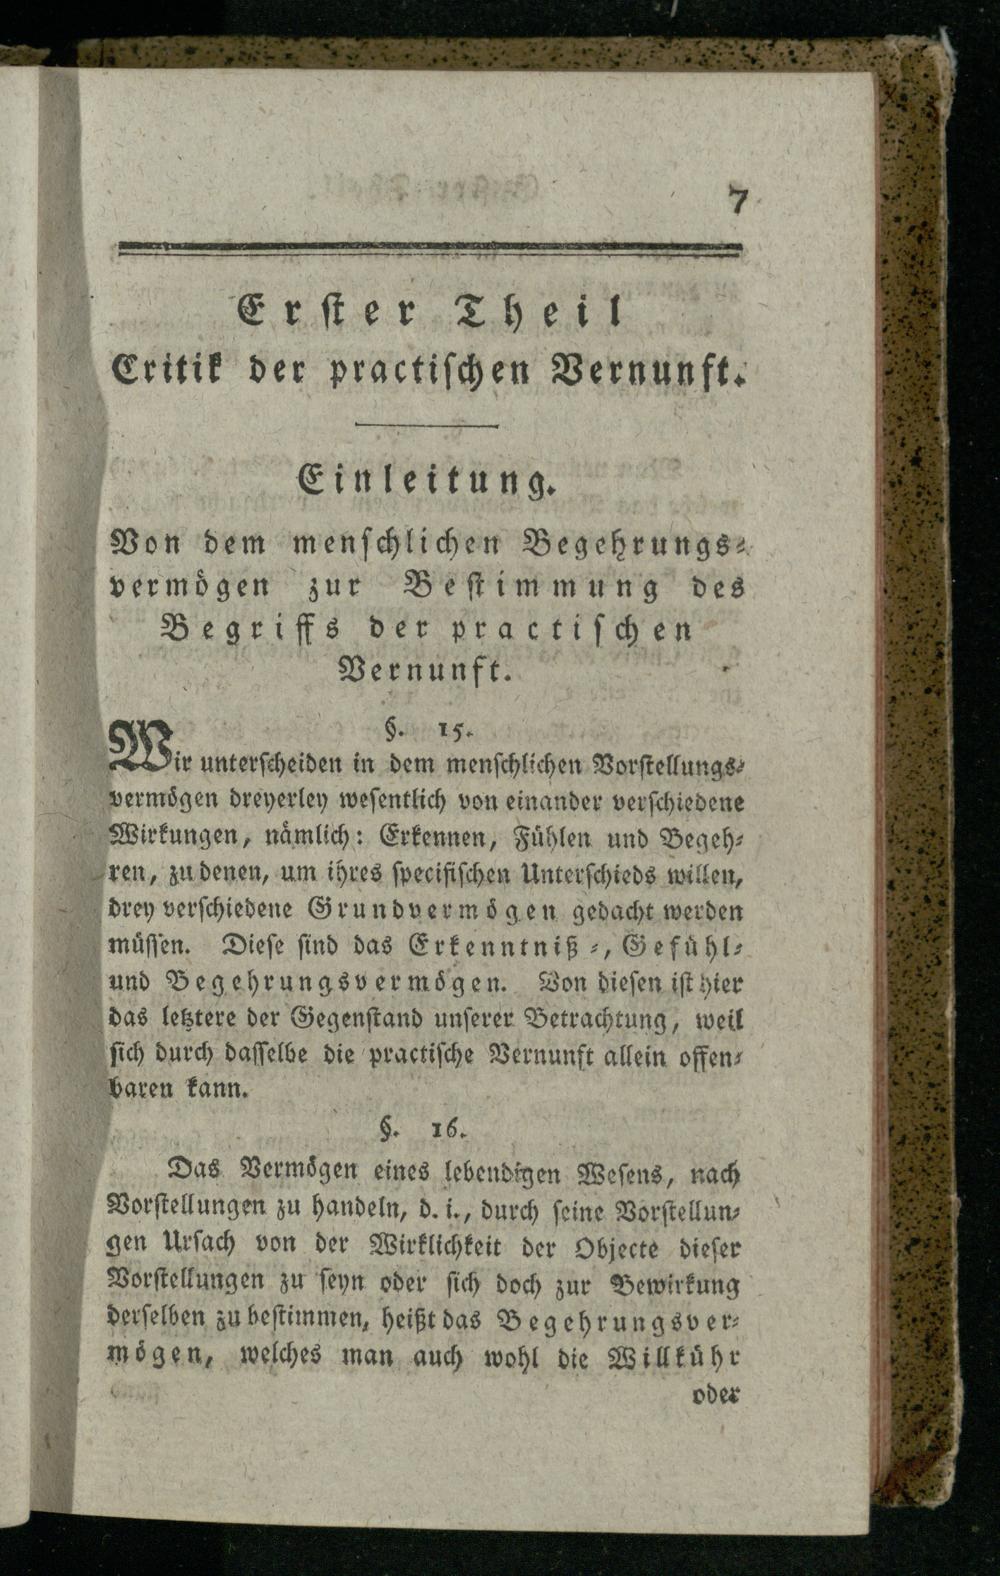 7
Erster Theil
Critik der practischen Vernunft.
Einleitung.
Von dem menschlichen Begehrungs-
vermögen zur Bestimmung des
Begriffs der practischen
Vernunft.
§. 15.
Wir unterscheiden in dem menschlichen Vorstellungs-
vermögen dreyerley wesentlich von einander verschiedene
Wirkungen, nämlich: Erkennen, Fühlen und Begeh-
ren, zu denen, um ihres specifischen Unterschieds willen,
drey verschiedene Grundvermögen gedacht werden
müssen. Diese sind das Erkenntniß-, Gefühl-
und Begehrungsvermögen. Von diesen ist hier
das letztere der Gegenstand unserer Betrachtung, weil
sich durch dasselbe die practische Vernunft allein offen-
baren kann.
§. 16.
Das Vermögen eines lebendigen Wesens, nach
Vorstellungen zu handeln, d. i., durch seine Vorstellun-
gen Ursach von der Wirklichkeit der Objecte dieser
Vorstellungen zu seyn oder sich doch zur Bewirkung
derselben zu bestimmen, heißt das Begehrungsver-
mögen, welches man auch wohl die Willkühr
oder